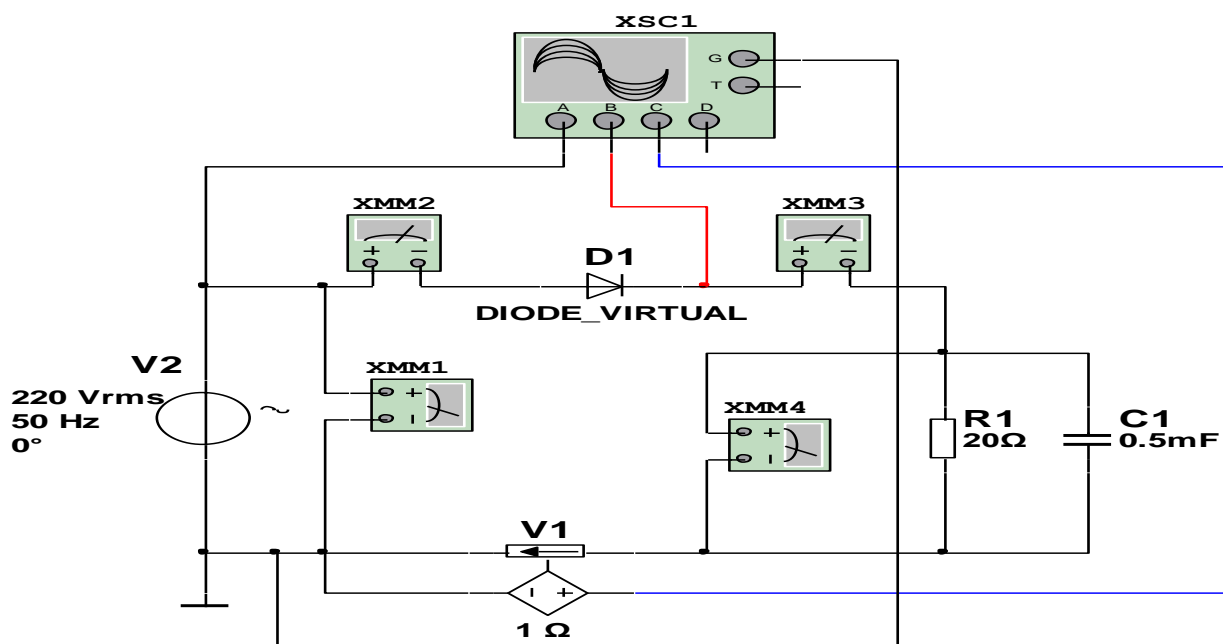 XSC1
G
T
A B C D
XMM2
XMM3
D1
DIODE_VIRTUAL
V2
220 Vrms
50 Hz
0°
XMM1
XMM4
R1
20Ω
C1
0.5mF
V1
1 Ω